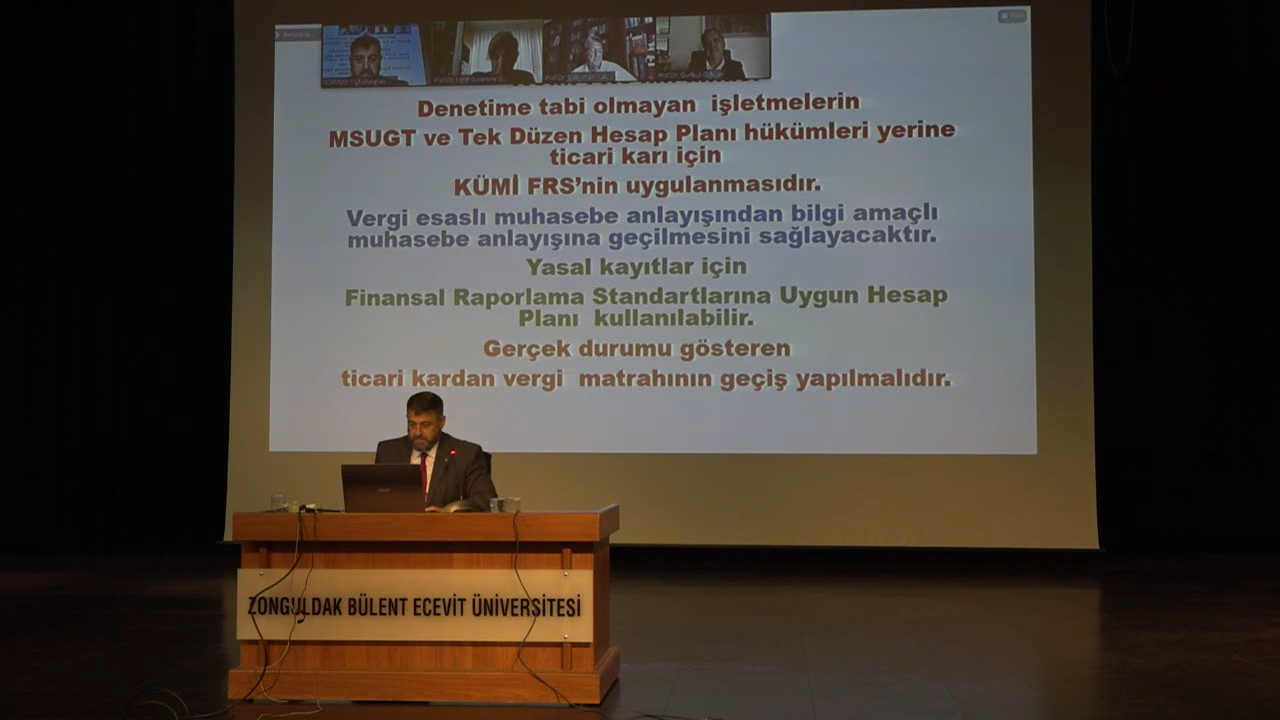 Recording
Denetime tabi olmayan işletmelerin
MSUGT ve Tek Düzen Hesap Planı hükümleri yerine
ticari karı için
KÜMİ FRS’nin uygulanmasıdır.
Vergi esaslı muhasebe anlayışından bilgi amaçlı
muhasebe anlayışına geçilmesini sağlayacaktır.
Yasal kayıtlar için
Finansal Raporlama Standartlarına Uygun Hesap
Planı kullanılabilir.
Gerçek durumu gösteren
ticari kardan vergi matrahının geçiş yapılmalıdır.
ZONGULDAK BÜLENT ECEVİT ÜNİVERSİTESİ